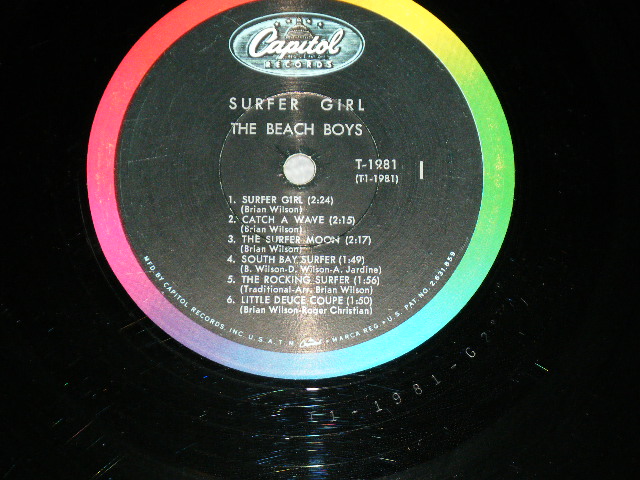 Capitol
RECORDS
SURFER GIRL
THE BEACH BOYS
T-1981
(T1-1981)
1
1. SURFER GIRL (2:24)
(Brian Wilson)
2. CATCH A WAVE (2:15)
(Brian Wilson)
3. THE SURFER MOON (2:17)
(Brian Wilson)
4. SOUTH BAY SURFER (1:49)
(B. Wilson-D. Wilson-A. Jardine)
5. THE ROCKING SURFER (1:56)
(Traditional-Arr. Brian Wilson)
6. LITTLE DEUCE COUPE (1:50)
(Brian Wilson-Roger Christian)
MFD. BY CAPITOL RECORDS, INC. U.S.A. T.M. Capitol MARCA REG. • U.S. PAT. NO. 2,631,859
T1-1981-G2